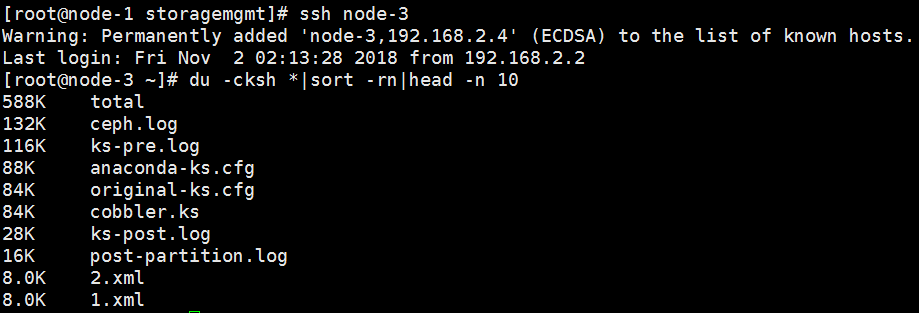 [root@node-1 storagemgmt]# ssh node-3
Warning: Permanently added 'node-3,192.168.2.4' (ECDSA) to the list of known hosts.
Last login: Fri Nov  2 02:13:28 2018 from 192.168.2.2
[root@node-3 ~]# du -cksh *|sort -rn|head -n 10
588K    total
132K    ceph.log
116K    ks-pre.log
88K     anaconda-ks.cfg
84K     original-ks.cfg
84K     cobbler.ks
28K     ks-post.log
16K     post-partition.log
8.0K    2.xml
8.0K    1.xml